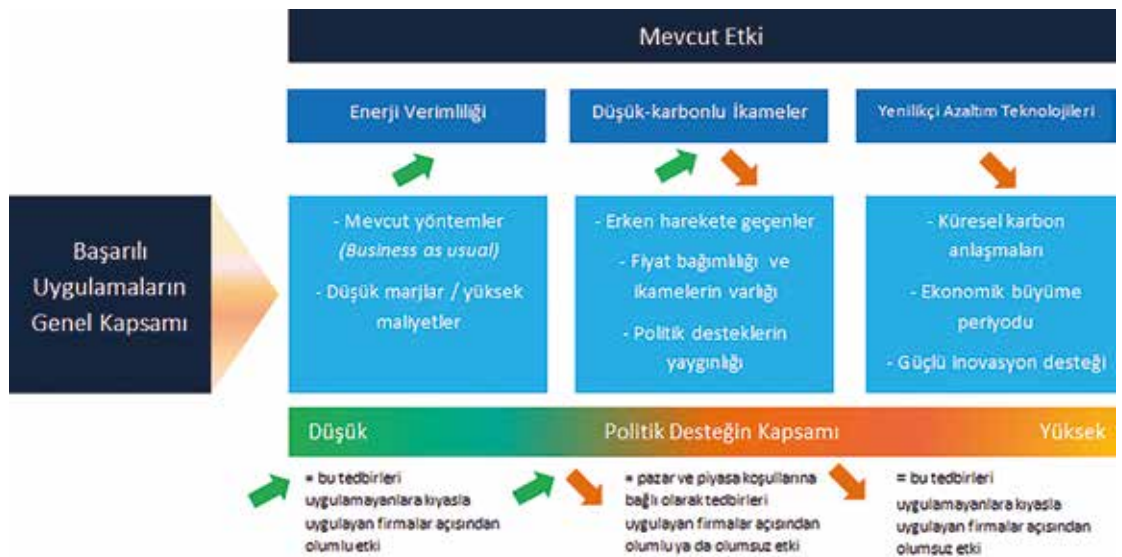 Mevcut Etki
Enerji Verimliliği
Düşük-karbonlu İkameler
Yenilikçi Azaltım Teknolojileri
Başarılı
Uygulamaların
Genel Kapsamı
- Mevcut yöntemler
(Business as usual)
- Düşük marjlar / yüksek
maliyetler
- Erken harekete geçenler
- Fiyat bağımlılığı ve
ikamelerin varlığı
- Politik desteklerin
yaygınlığı
- Küresel karbon
anlaşmaları
- Ekonomik büyüme
periyodu
- Güçlü inovasyon desteği
Düşük
Politik Desteğin Kapsamı
Yüksek
= bu tedbirleri
uygulamayanlara kıyasla
uygulayan firmalar açısından
olumlu etki
= pazar ve piyasa koşullarına
bağlı olarak tedbirleri
uygulayan firmalar açısından
olumlu ya da olumsuz etki
= bu tedbirleri
uygulamayanlara kıyasla
uygulayan firmalar açısından
olumsuz etki